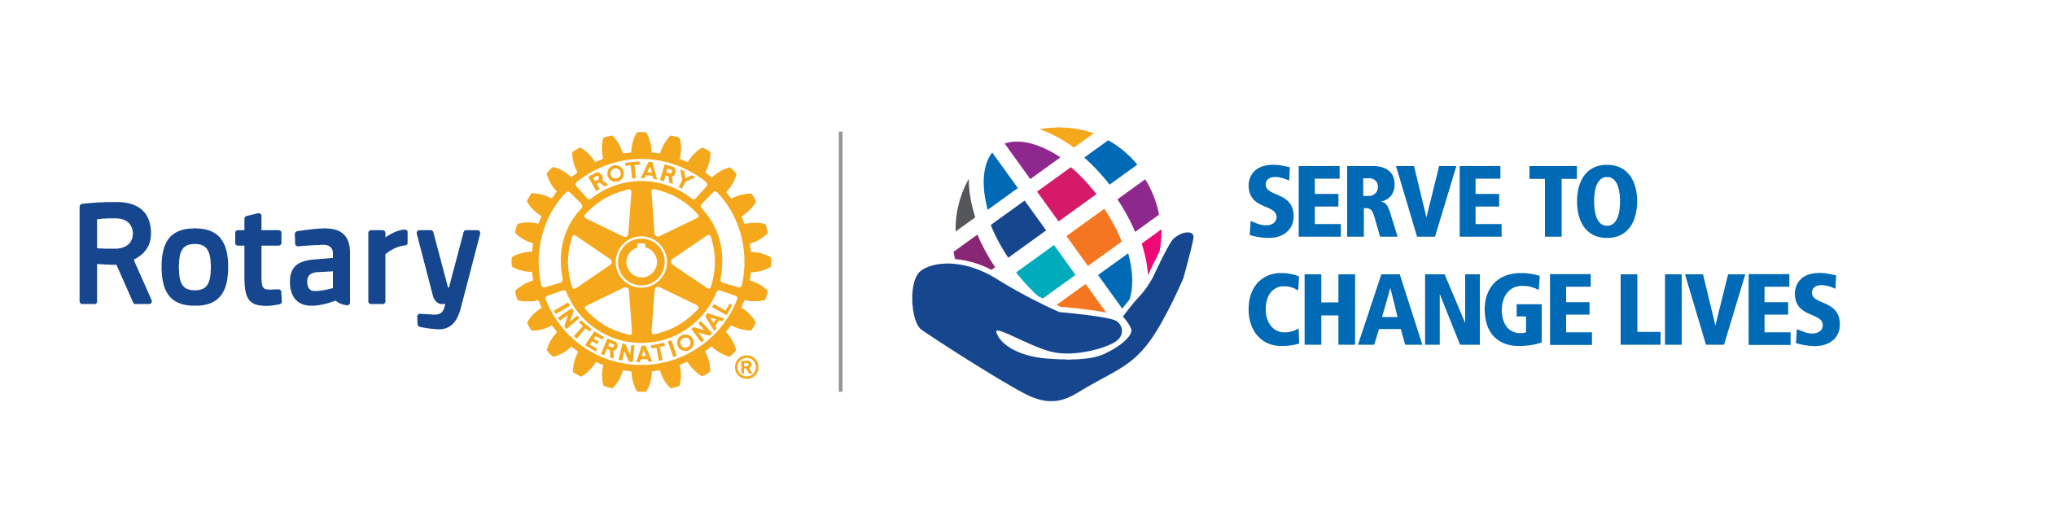 Rotary
ROTARY
INTERNATIONAL
®
SERVE TO
CHANGE LIVES